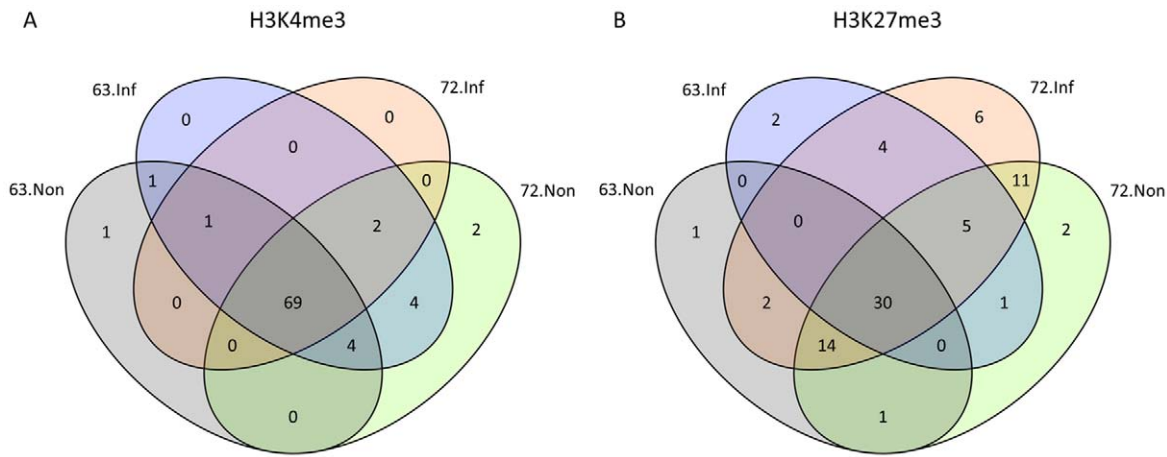 A H3K4me3
63.Inf 72.Inf
63.Non 72.Non
0 0
0
1 0
1 1 2 2
0 69 4
0 4
0
B H3K27me3
63.Inf 72.Inf
63.Non 72.Non
2 6
4
0 11
1 0 5 2
2 30 1
14 0
1